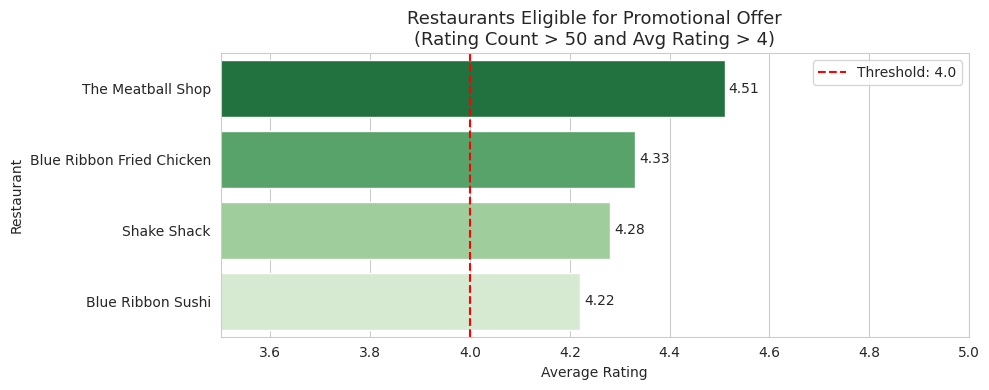 Restaurants Eligible for Promotional Offer
(Rating Count > 50 and Avg Rating > 4)
Threshold: 4.0
Restaurant
The Meatball Shop
4.51
Blue Ribbon Fried Chicken
4.33
Shake Shack
4.28
Blue Ribbon Sushi
4.22
3.6 3.8 4.0 4.2 4.4 4.6 4.8 5.0
Average Rating